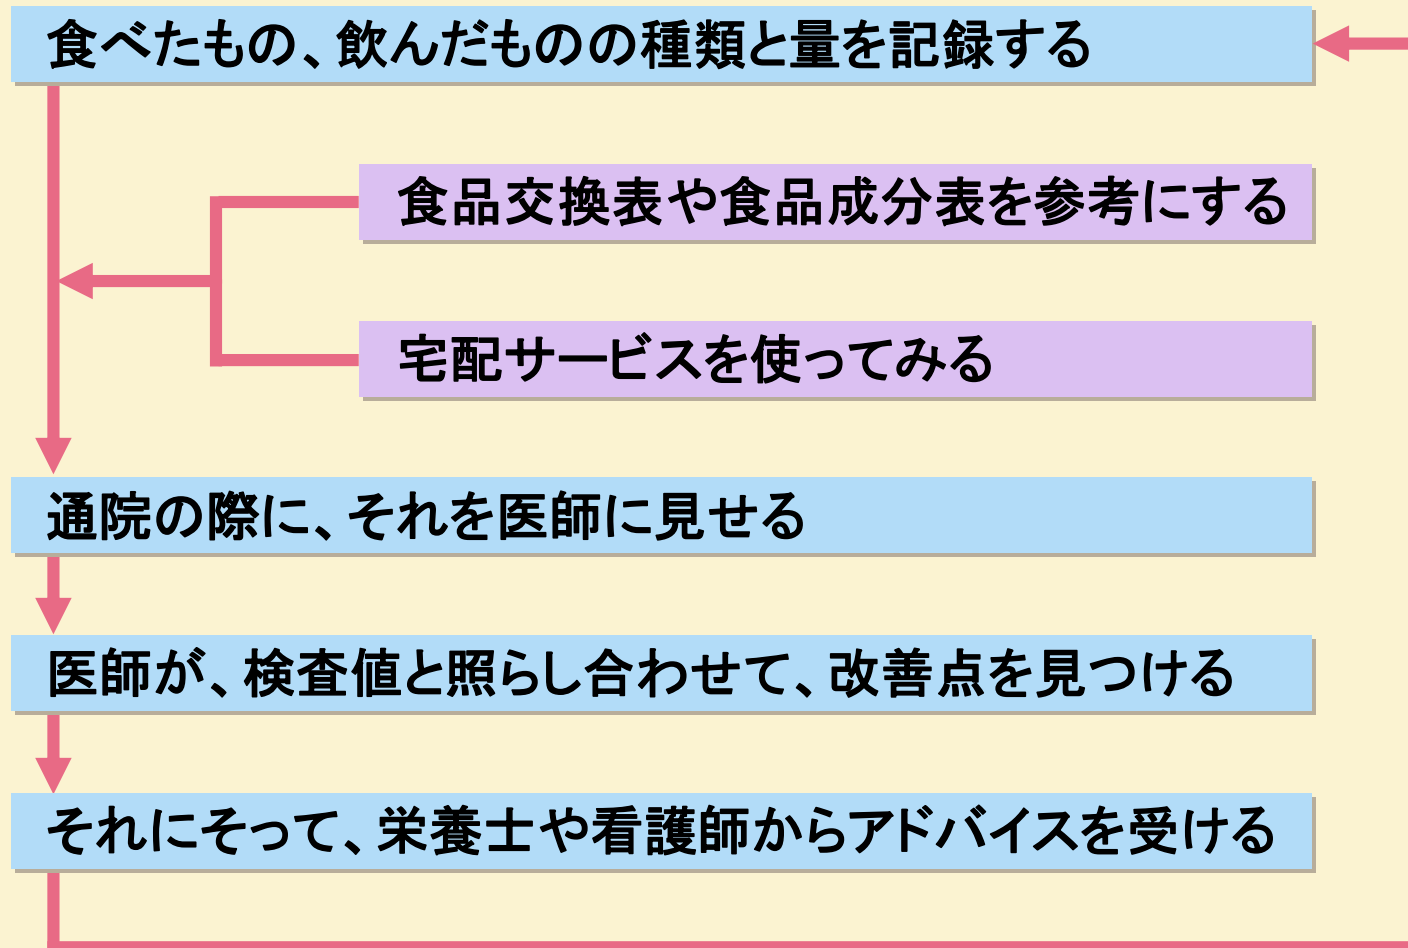 食べたもの、飲んだものの種類と量を記録する
食品交換表や食品成分表を参考にする
宅配サービスを使ってみる
通院の際に、それを医師に見せる
医師が、検査値と照らし合わせて、改善点を見つける
それにそって、栄養士や看護師からアドバイスを受ける